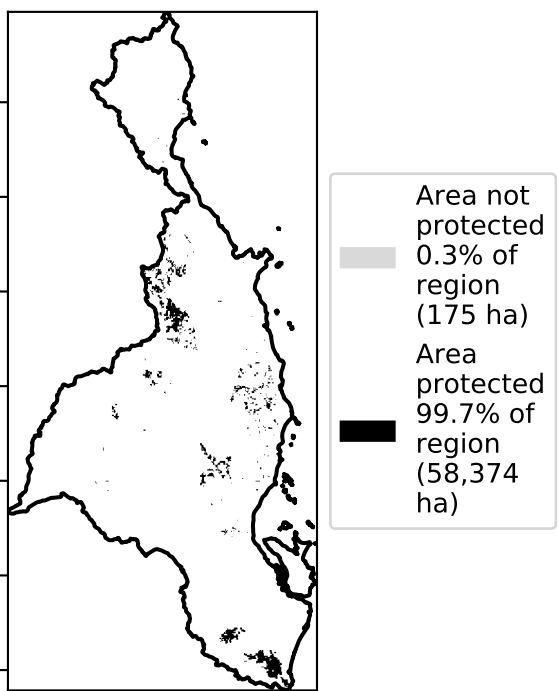 Area not
protected
0.3% of
region
(175 ha)
Area
protected
99.7% of
region
(58,374
ha)